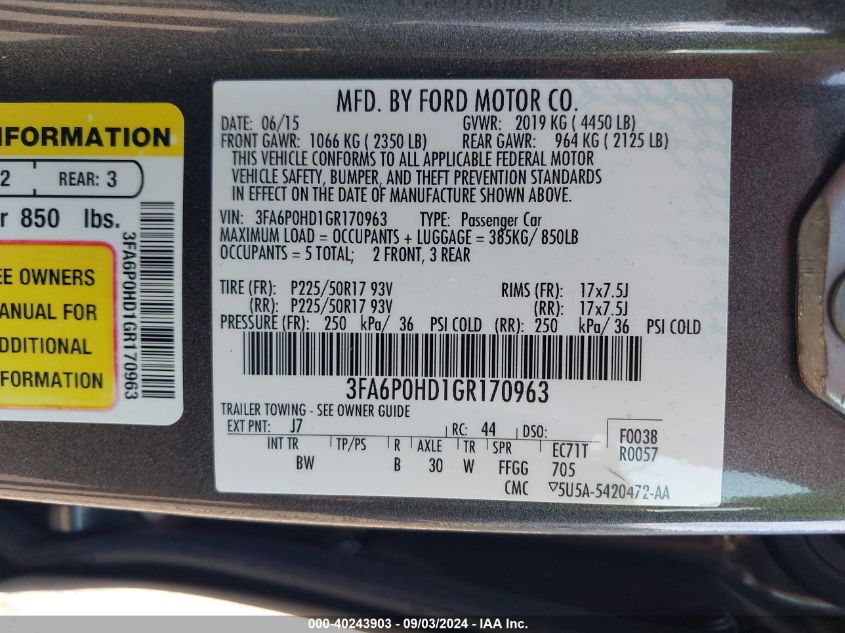 INFORMATION
2 REAR: 3
r 850 lbs.
EE OWNERS
MANUAL FOR
DDITIONAL
FORMATION
3FA6P0HD1GR170963
MFD. BY FORD MOTOR CO.
DATE: 06/15 GVWR: 2019 KG ( 4450 LB)
FRONT GAWR: 1066 KG ( 2350 LB) REAR GAWR: 964 KG ( 2125 LB)
THIS VEHICLE CONFORMS TO ALL APPLICABLE FEDERAL MOTOR
VEHICLE SAFETY, BUMPER, AND THEFT PREVENTION STANDARDS
IN EFFECT ON THE DATE OF MANUFACTURE SHOWN ABOVE.
VIN: 3FA6P0HD1GR170963 TYPE: Passenger Car
MAXIMUM LOAD = OCCUPANTS + LUGGAGE = 385KG/ 850LB
OCCUPANTS = 5 TOTAL; 2 FRONT, 3 REAR
TIRE (FR): P225/50R17 93V RIMS (FR): 17x7.5J
(RR): P225/50R17 93V (RR): 17x7.5J
PRESSURE (FR): 250 kPa/ 36 PSI COLD (RR): 250 kPa/ 36 PSI COLD
3FA6P0HD1GR170963
TRAILER TOWING - SEE OWNER GUIDE
EXT PNT: J7 RC: 44 DSO: F0038
INT TR TP/PS R AXLE TR SPR EC71T R0057
BW B 30 W FFGG 705
CMC ▽5U5A-5420472-AA
000-40243903 - 09/03/2024 - IAA Inc.